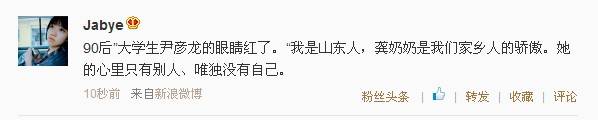 Jabye
90后”大学生尹彦龙的眼睛红了。“我是山东人，龚奶奶是我们家乡人的骄傲。她
的心里只有别人、唯独没有自己。
10秒前 来自新浪微博 粉丝头条 | | 转发 | 收藏 | 评论